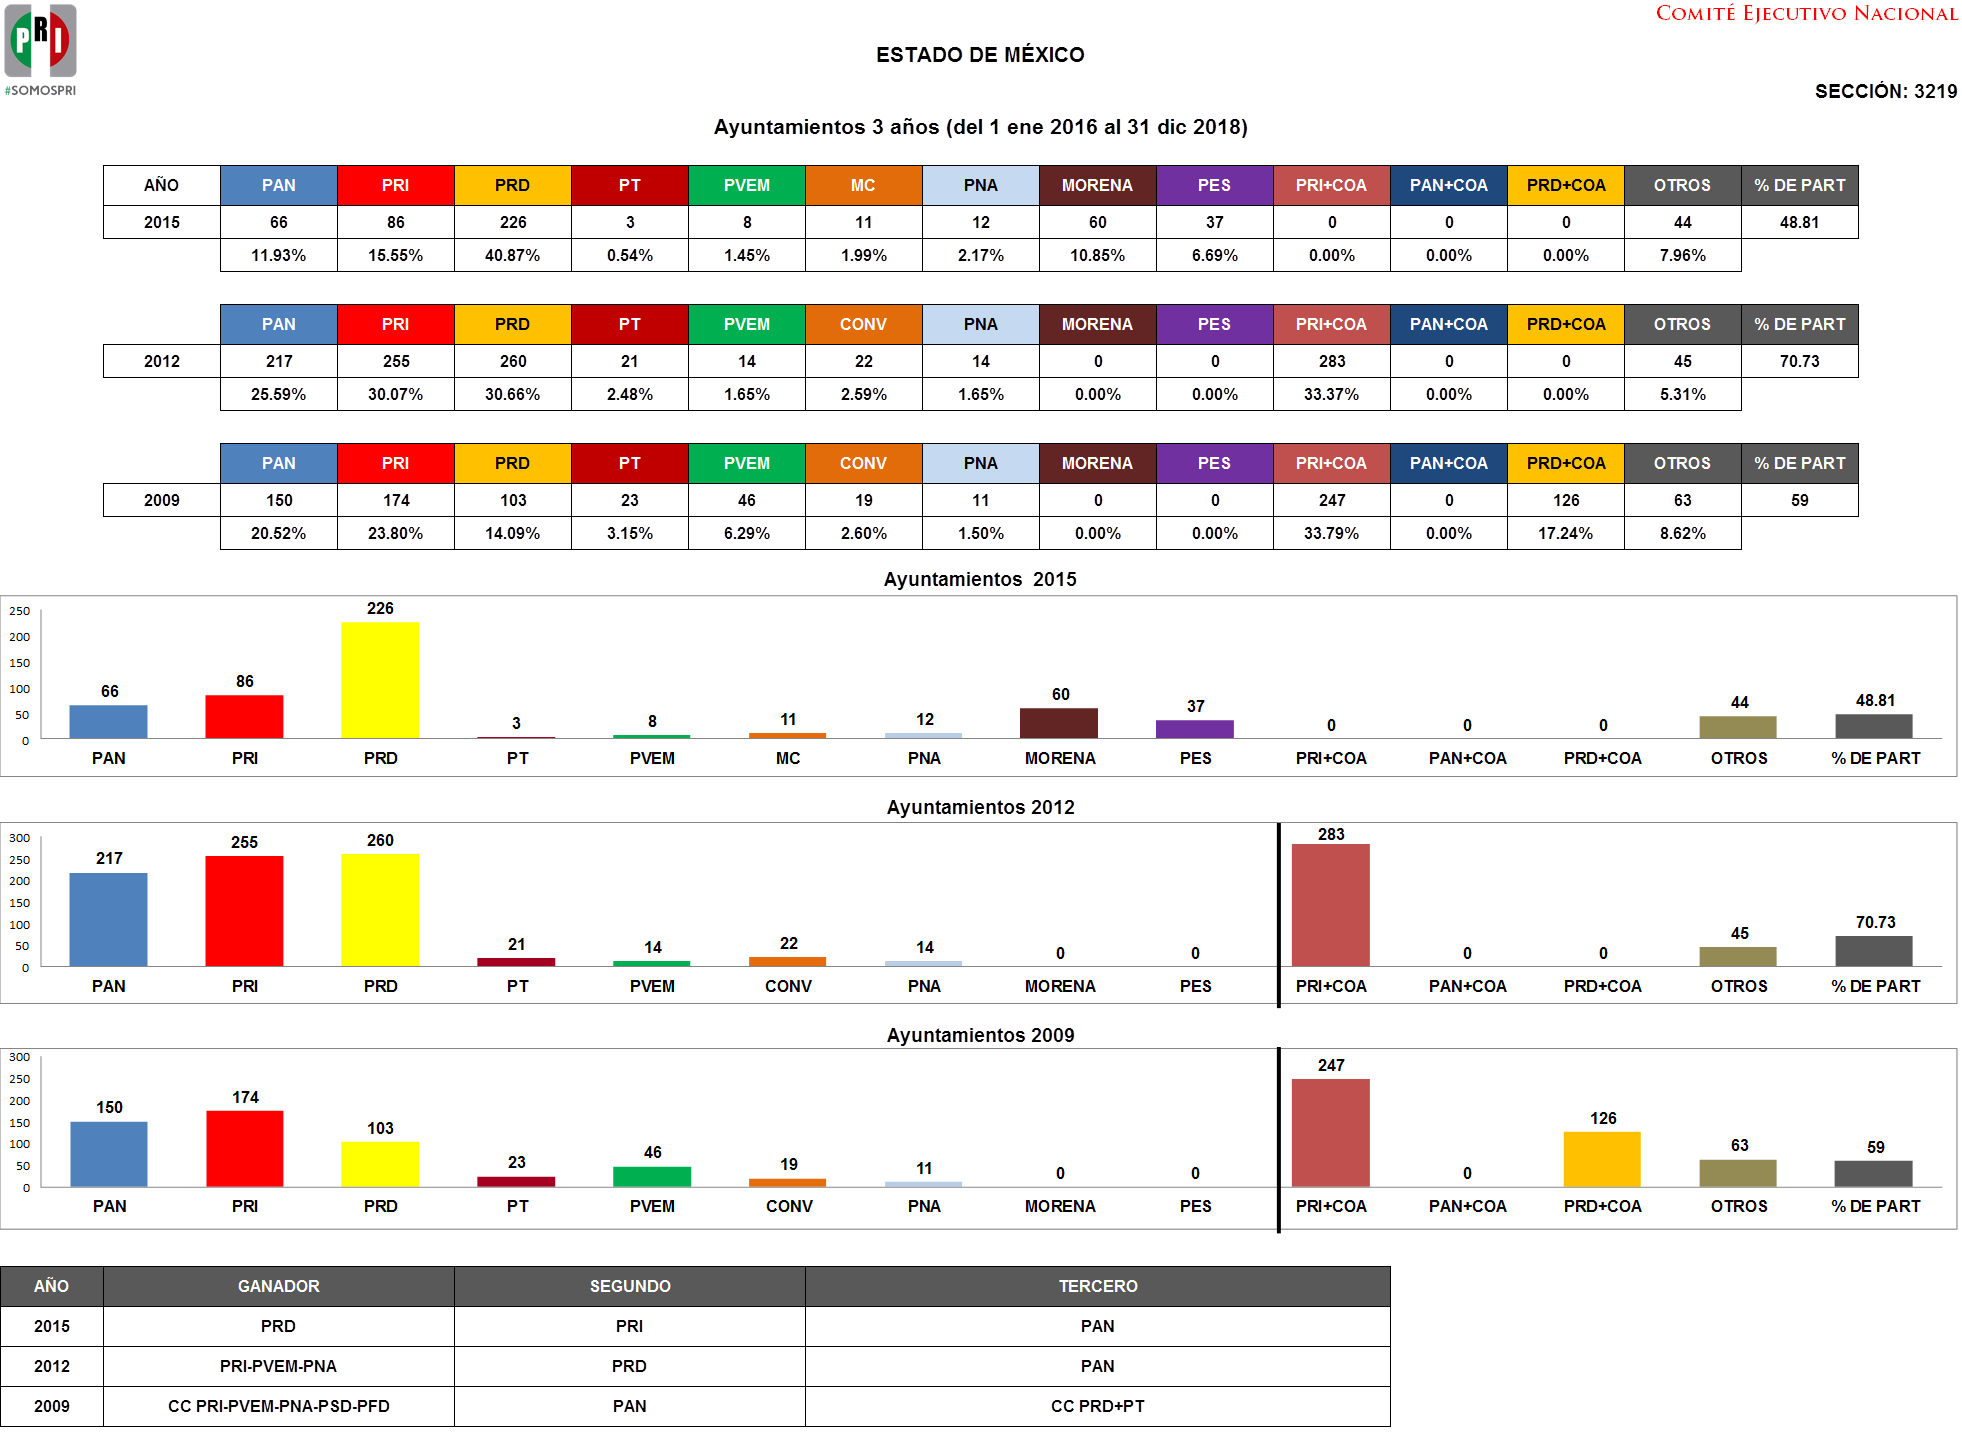 PRI
#SOMOSPRI
COMITÉ EJECUTIVO NACIONAL
ESTADO DE MÉXICO
SECCIÓN: 3219
Ayuntamientos 3 años (del 1 ene 2016 al 31 dic 2018)
AÑO PAN PRI PRD PT PVEM MC PNA MORENA PES PRI+COA PAN+COA PRD+COA OTROS % DE PART
2015 66 86 226 3 8 11 12 60 37 0 0 0 44 48.81
11.93% 15.55% 40.87% 0.54% 1.45% 1.99% 2.17% 10.85% 6.69% 0.00% 0.00% 0.00% 7.96%
PAN PRI PRD PT PVEM CONV PNA MORENA PES PRI+COA PAN+COA PRD+COA OTROS % DE PART
2012 217 255 260 21 14 22 14 0 0 283 0 0 45 70.73
25.59% 30.07% 30.66% 2.48% 1.65% 2.59% 1.65% 0.00% 0.00% 33.37% 0.00% 0.00% 5.31%
PAN PRI PRD PT PVEM CONV PNA MORENA PES PRI+COA PAN+COA PRD+COA OTROS % DE PART
2009 150 174 103 23 46 19 11 0 0 247 0 126 63 59
20.52% 23.80% 14.09% 3.15% 6.29% 2.60% 1.50% 0.00% 0.00% 33.79% 0.00% 17.24% 8.62%
Ayuntamientos 2015
250
200
150
100
50
0
66 86 226 3 8 11 12 60 37 0 0 0 44 48.81
PAN PRI PRD PT PVEM MC PNA MORENA PES PRI+COA PAN+COA PRD+COA OTROS % DE PART
Ayuntamientos 2012
300
250
200
150
100
50
0
217 255 260 21 14 22 14 0 0 283 0 0 45 70.73
PAN PRI PRD PT PVEM CONV PNA MORENA PES PRI+COA PAN+COA PRD+COA OTROS % DE PART
Ayuntamientos 2009
300
250
200
150
100
50
0
150 174 103 23 46 19 11 0 0 247 0 126 63 59
PAN PRI PRD PT PVEM CONV PNA MORENA PES PRI+COA PAN+COA PRD+COA OTROS % DE PART
AÑO GANADOR SEGUNDO TERCERO
2015 PRD PRI PAN
2012 PRI-PVEM-PNA PRD PAN
2009 CC PRI-PVEM-PNA-PSD-PFD PAN CC PRD+PT